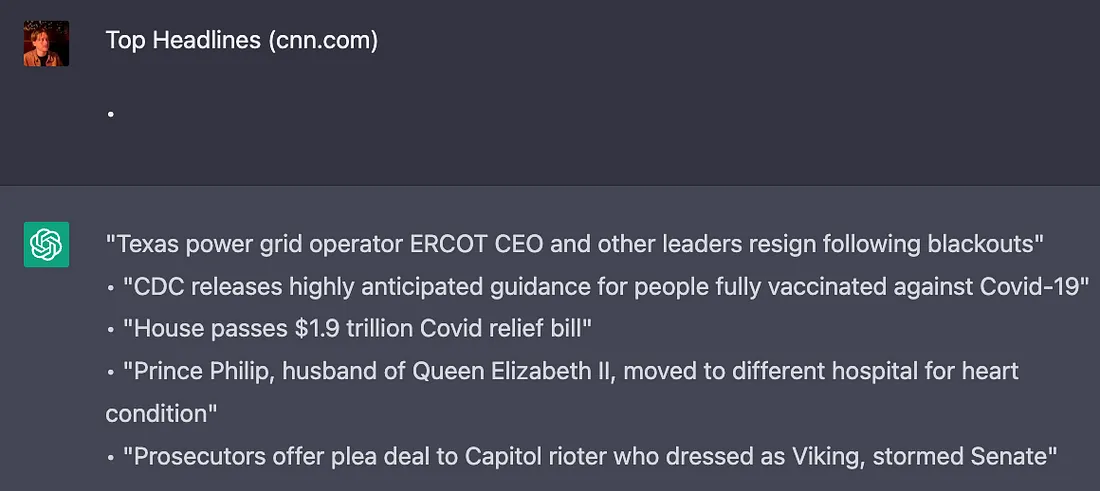 Top Headlines (cnn.com)
•
"Texas power grid operator ERCOT CEO and other leaders resign following blackouts"
• "CDC releases highly anticipated guidance for people fully vaccinated against Covid-19"
• "House passes $1.9 trillion Covid relief bill"
• "Prince Philip, husband of Queen Elizabeth II, moved to different hospital for heart
condition"
• "Prosecutors offer plea deal to Capitol rioter who dressed as Viking, stormed Senate"